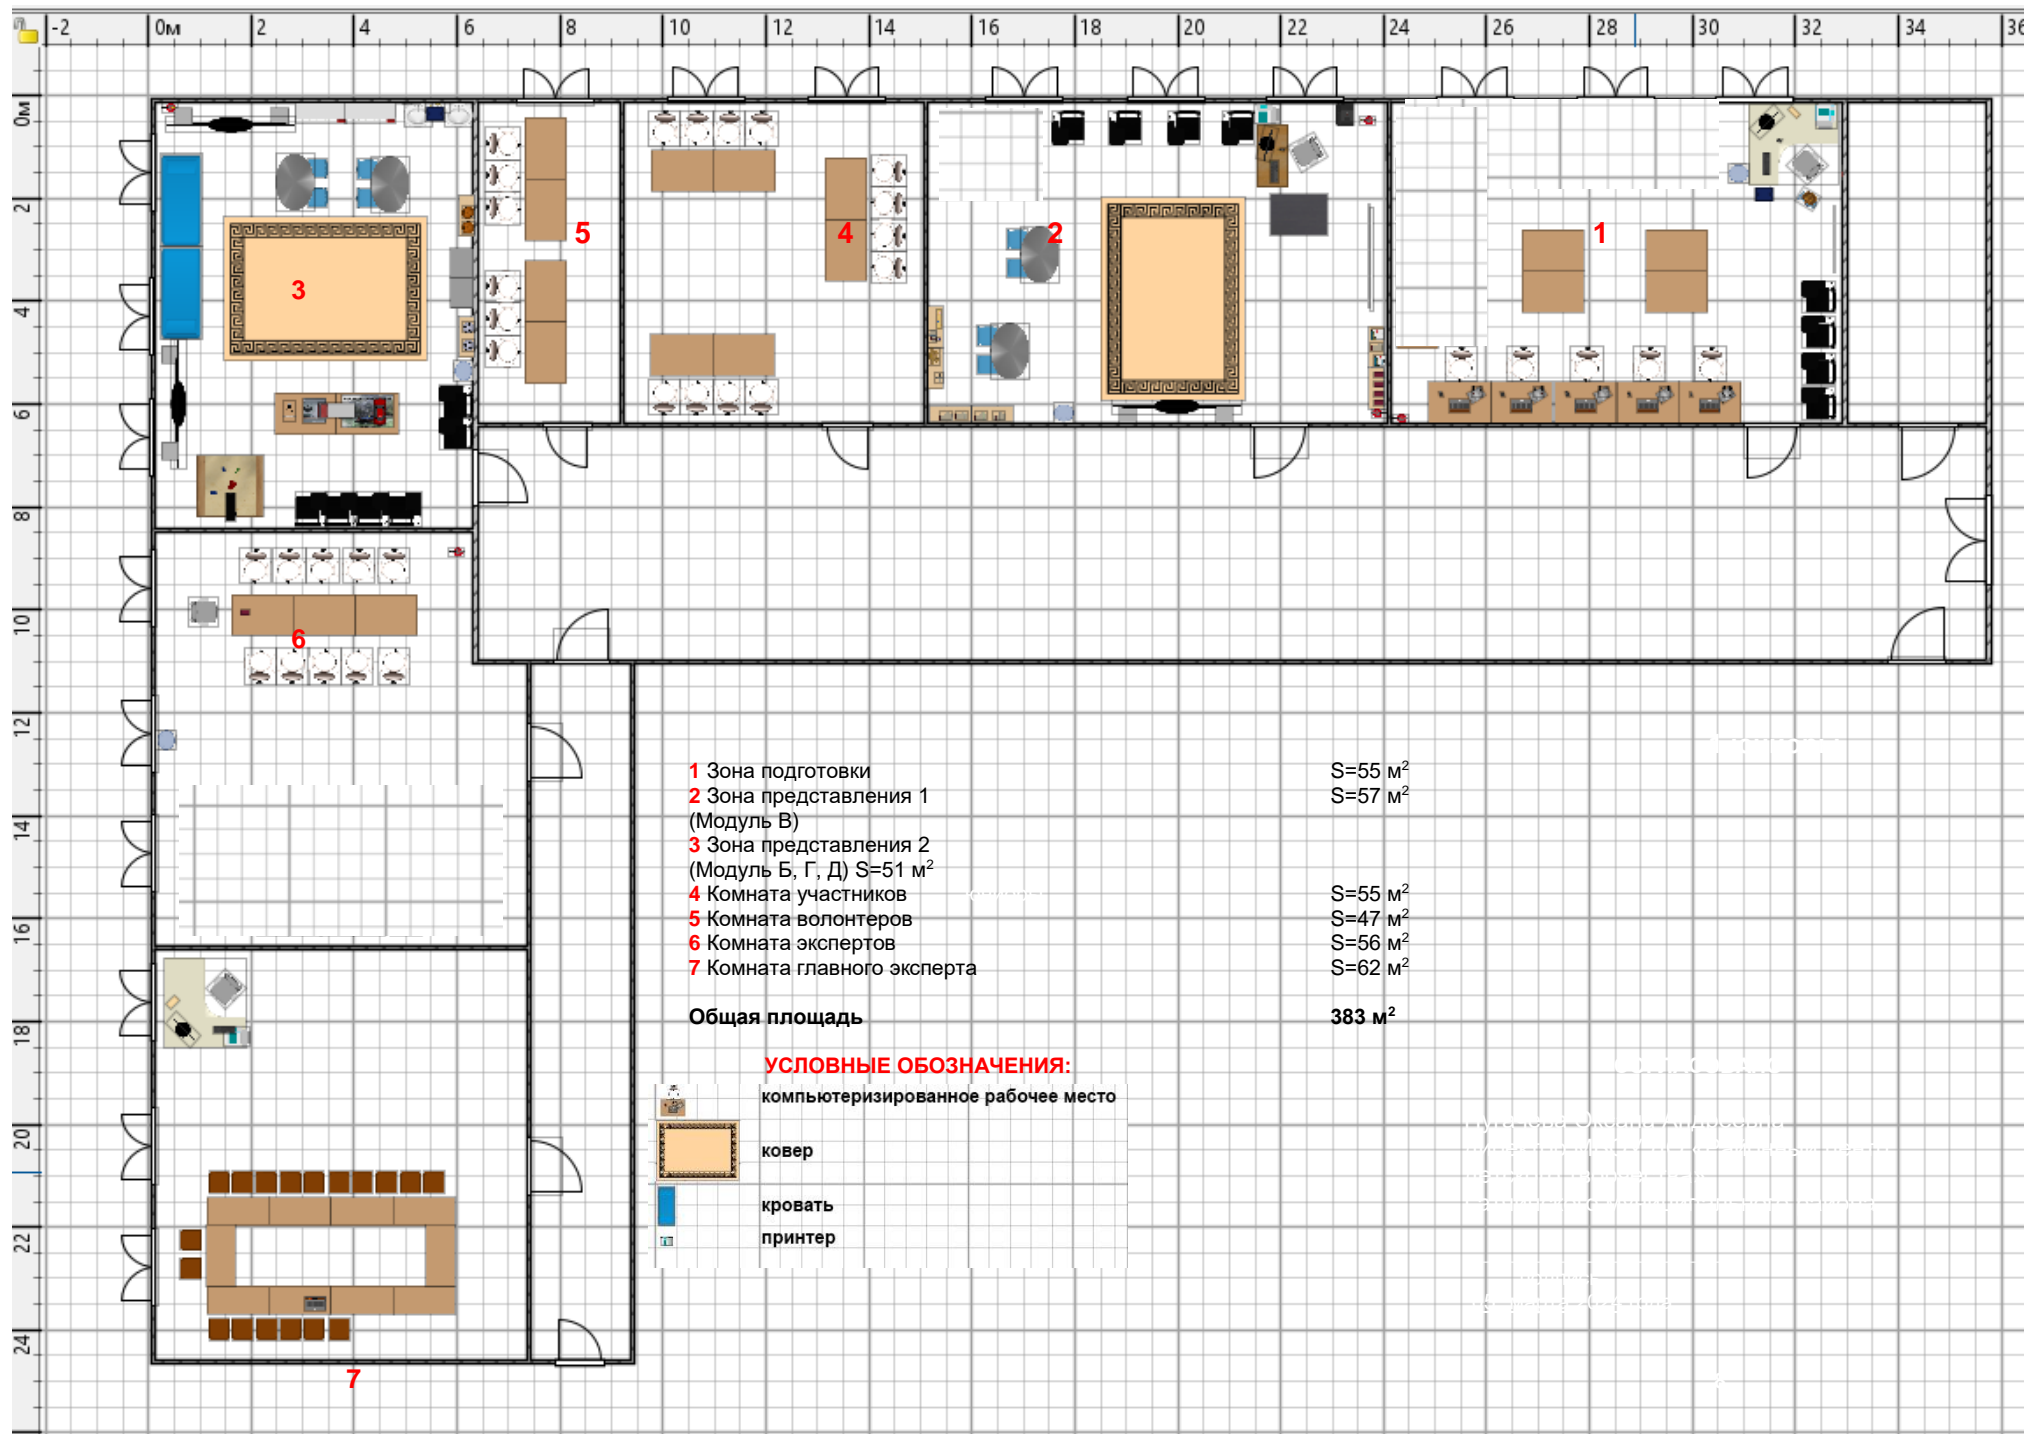 -2 0м 2 4 6 8 10 12 14 16 18 20 22 24 26 28 30 32 34 36
0м
2
4
6
8
10
12
14
16
18
20
22
24
3
5
4
2
1
6
7
1 Зона подготовки S=55 м²
2 Зона представления 1 S=57 м²
(Модуль В)
3 Зона представления 2
(Модуль Б, Г, Д) S=51 м²
4 Комната участников S=55 м²
5 Комната волонтеров S=47 м²
6 Комната экспертов S=56 м²
7 Комната главного эксперта S=62 м²
Общая площадь 383 м²
УСЛОВНЫЕ ОБОЗНАЧЕНИЯ:
компьютеризированное рабочее место
ковер
кровать
принтер